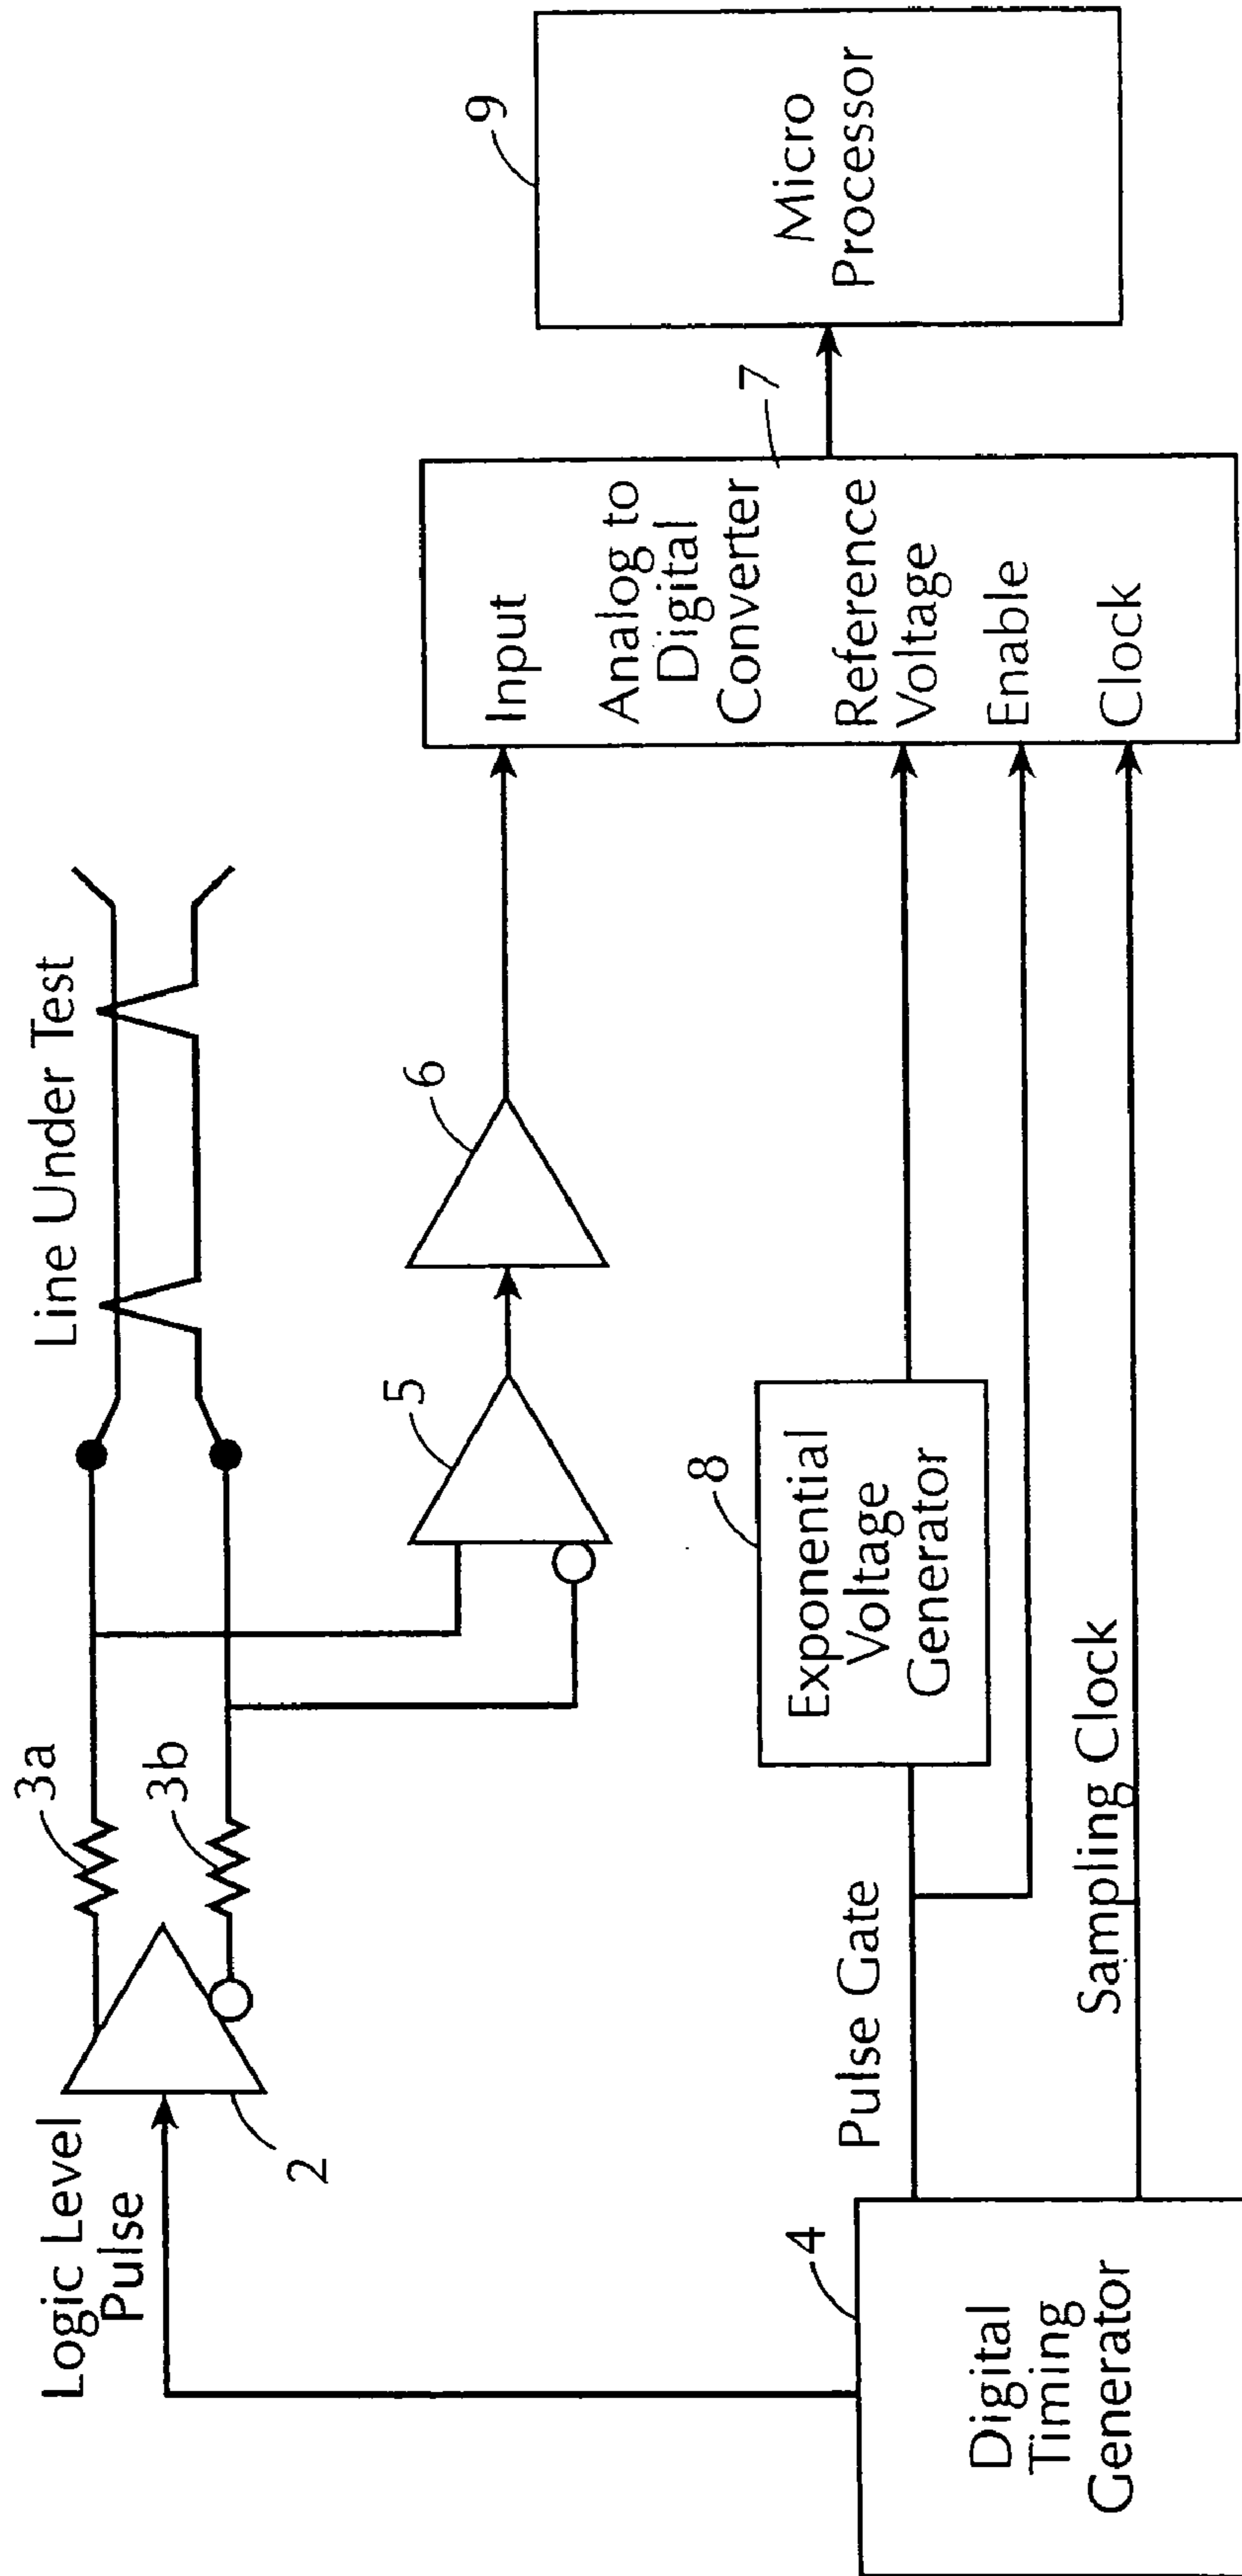 Line Under Test
Logic Level
Pulse
3a
3b
2
5
6
Input
Analog to
Digital
Converter
7
Reference
Voltage
Enable
Clock
9
Micro
Processor
8
Exponential
Voltage
Generator
Pulse Gate
Sampling Clock
4
Digital
Timing
Generator